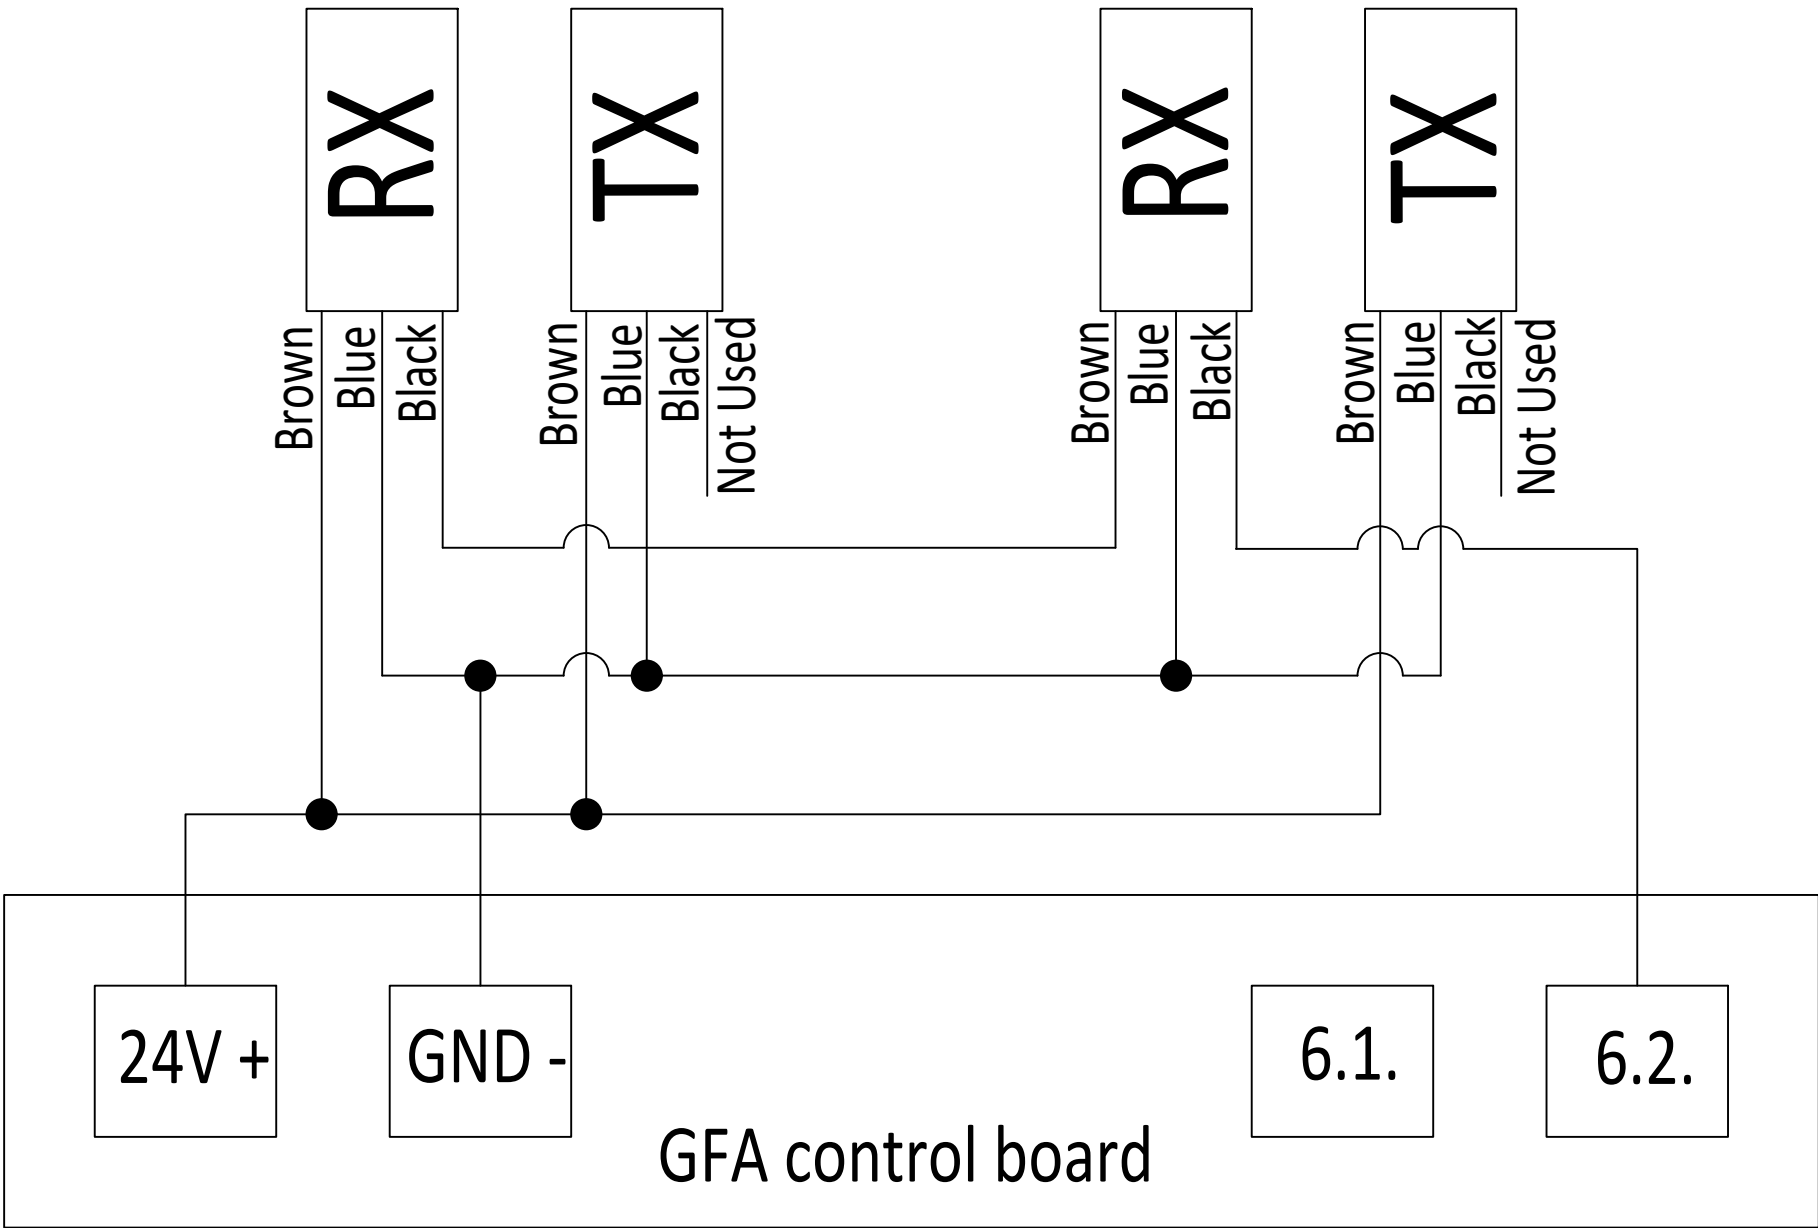 RX
TX
RX
TX
Brown
Blue
Black
Brown
Blue
Black
Not Used
Brown
Blue
Black
Brown
Blue
Black
Not Used
24V +
GND -
6.1.
6.2.
GFA control board